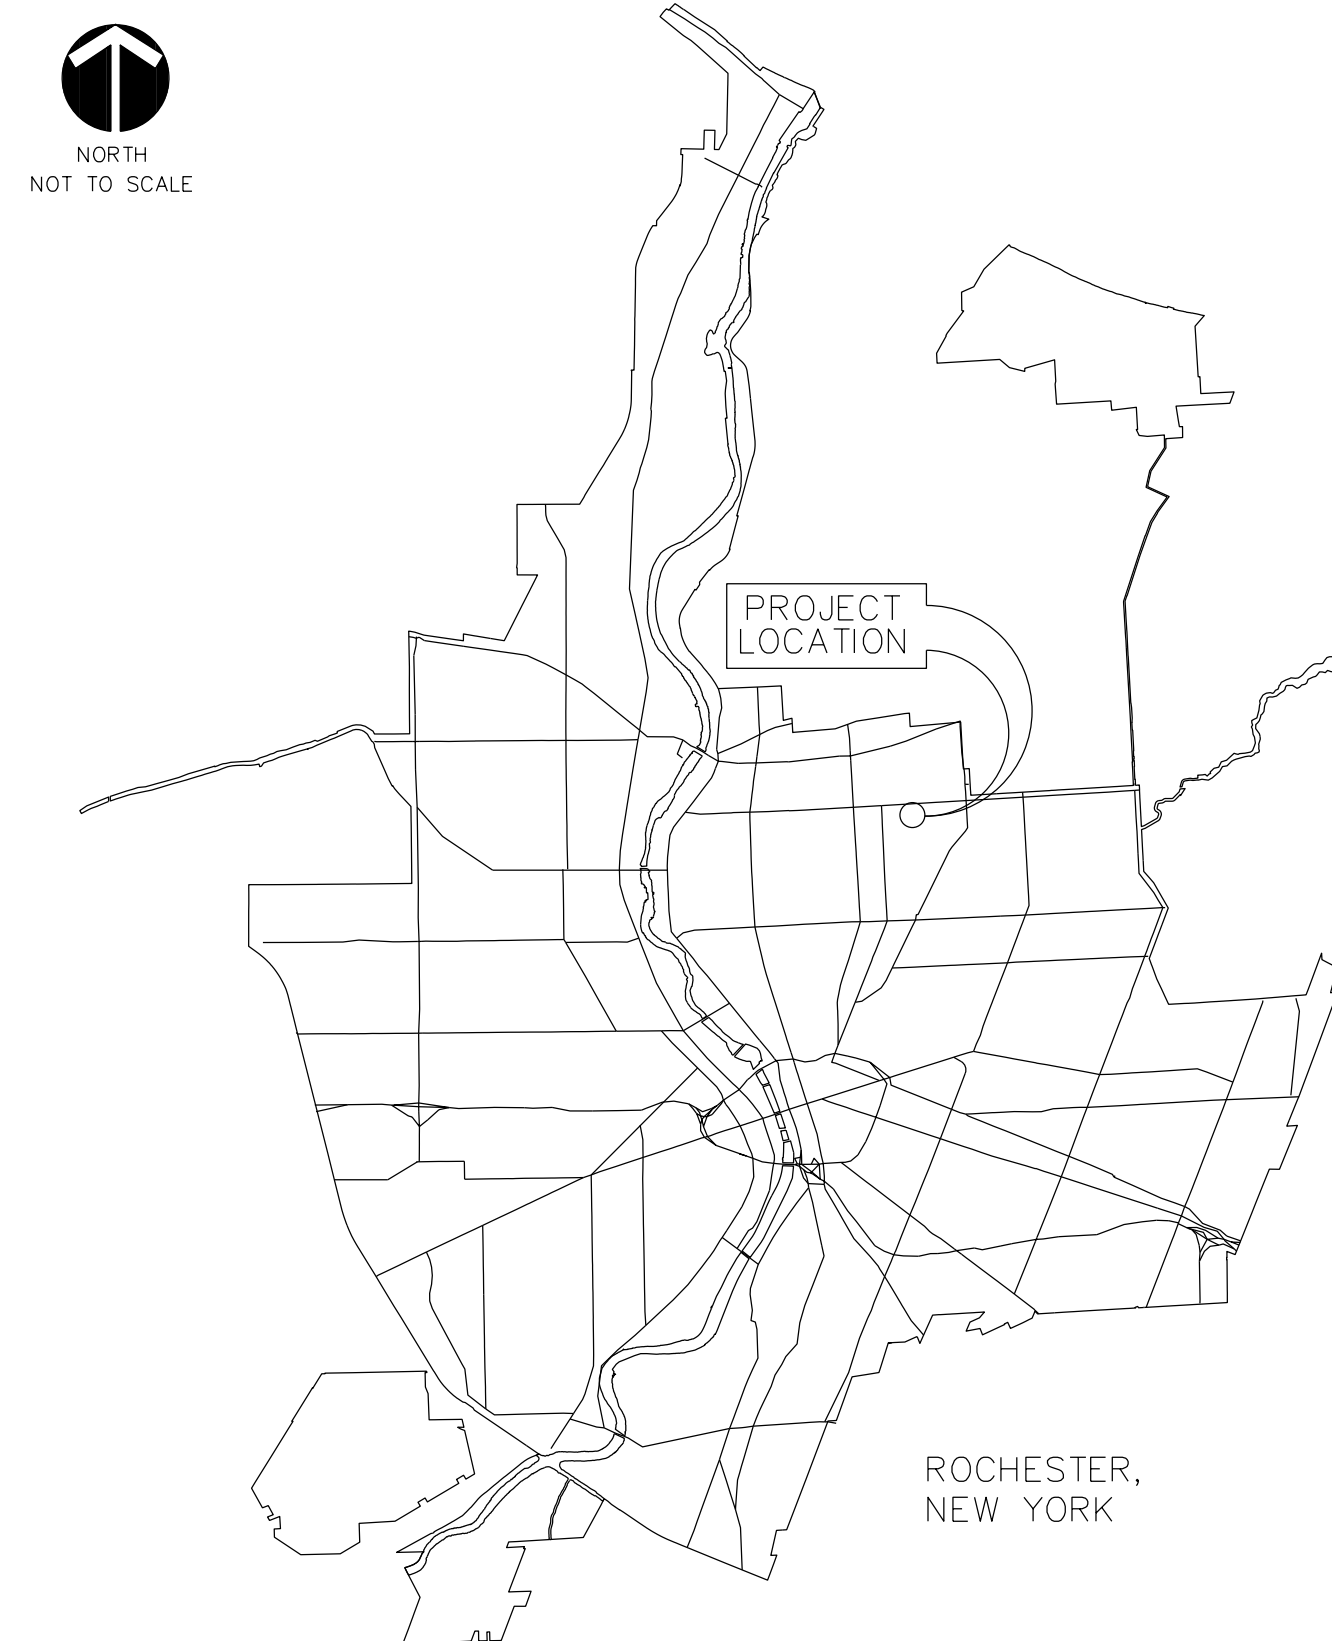 NORTH
NOT TO SCALE
PROJECT
LOCATION
ROCHESTER,
NEW YORK